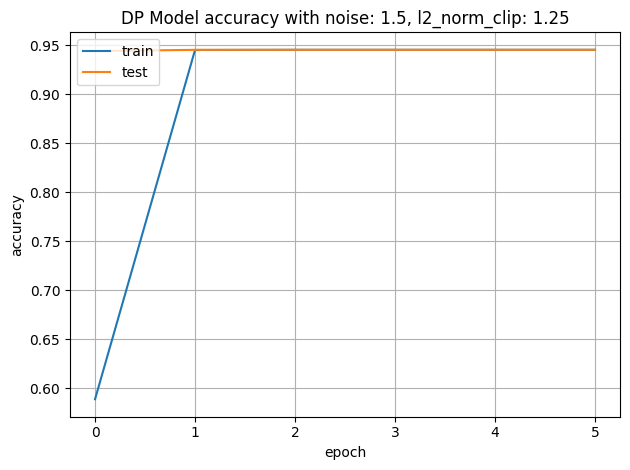 DP Model accuracy with noise: 1.5, l2_norm_clip: 1.25
train
test
0.95
0.90
0.85
0.80
0.75
0.70
0.65
0.60
accuracy
0 1 2 3 4 5
epoch